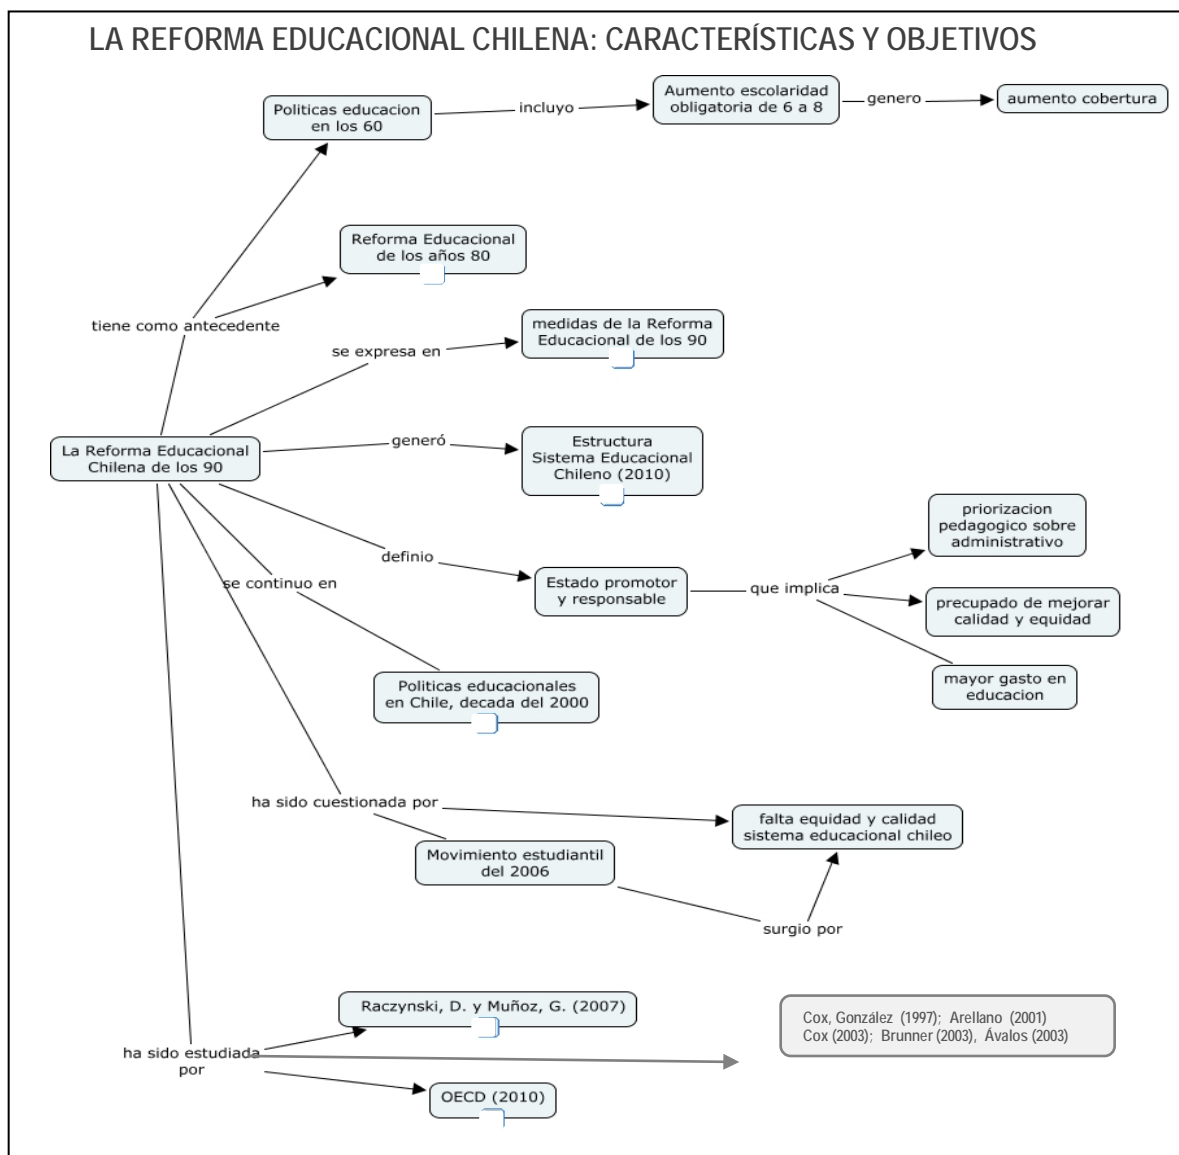 LA REFORMA EDUCACIONAL CHILENA: CARACTERÍSTICAS Y OBJETIVOS
Politicas educacion
en los 60
incluyo
Aumento escolaridad
obligatoria de 6 a 8
genero
aumento cobertura
Reforma Educacional
de los años 80
tiene como antecedente
se expresa en
medidas de la Reforma
Educacional de los 90
La Reforma Educacional
Chilena de los 90
generó
Estructura
Sistema Educacional
Chileno (2010)
definio
Estado promotor
y responsable
que implica
priorizacion
pedagogico sobre
administrativo
precupado de mejorar
calidad y equidad
mayor gasto en
educacion
se continuo en
Politicas educacionales
en Chile, decada del 2000
ha sido cuestionada por
falta equidad y calidad
sistema educacional chileo
Movimiento estudiantil
del 2006
surgio por
Raczynski, D. y Muñoz, G. (2007)
Cox, González (1997); Arellano (2001)
Cox (2003); Brunner (2003), Ávalos (2003)
ha sido estudiada
por
OECD (2010)